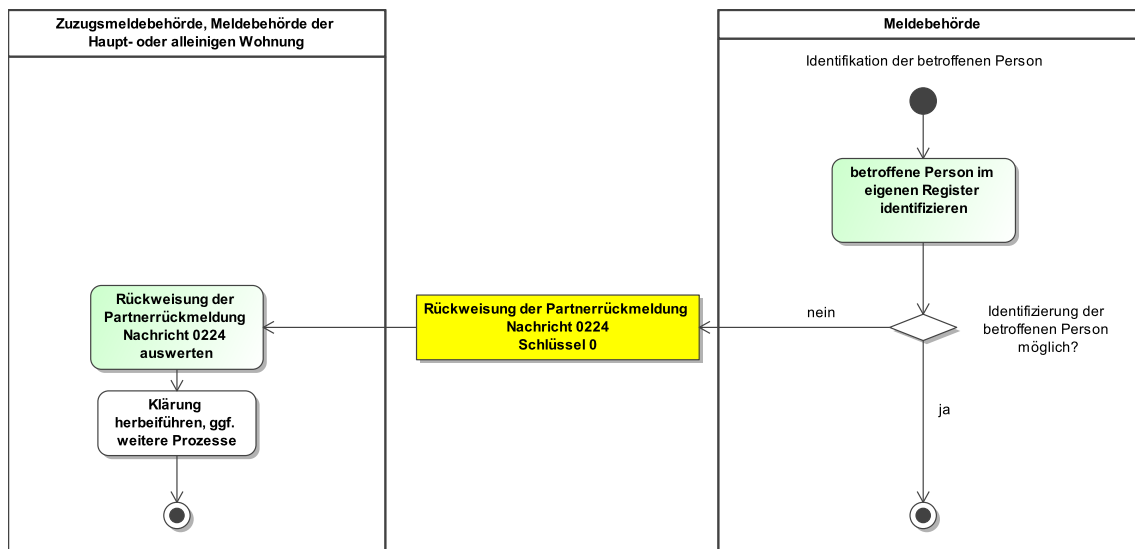 Zuzugsmeldebehörde, Meldebehörde der
Haupt- oder alleinigen Wohnung
Meldebehörde
Identifikation der betroffenen Person
betroffene Person im
eigenen Register
identifizieren
Identifizierung der
betroffenen Person
möglich?
nein
ja
Rückweisung der Partnerrückmeldung
Nachricht 0224
Schlüssel 0
Rückweisung der
Partnerrückmeldung
Nachricht 0224
auswerten
Klärung
herbeiführen, ggf.
weitere Prozesse